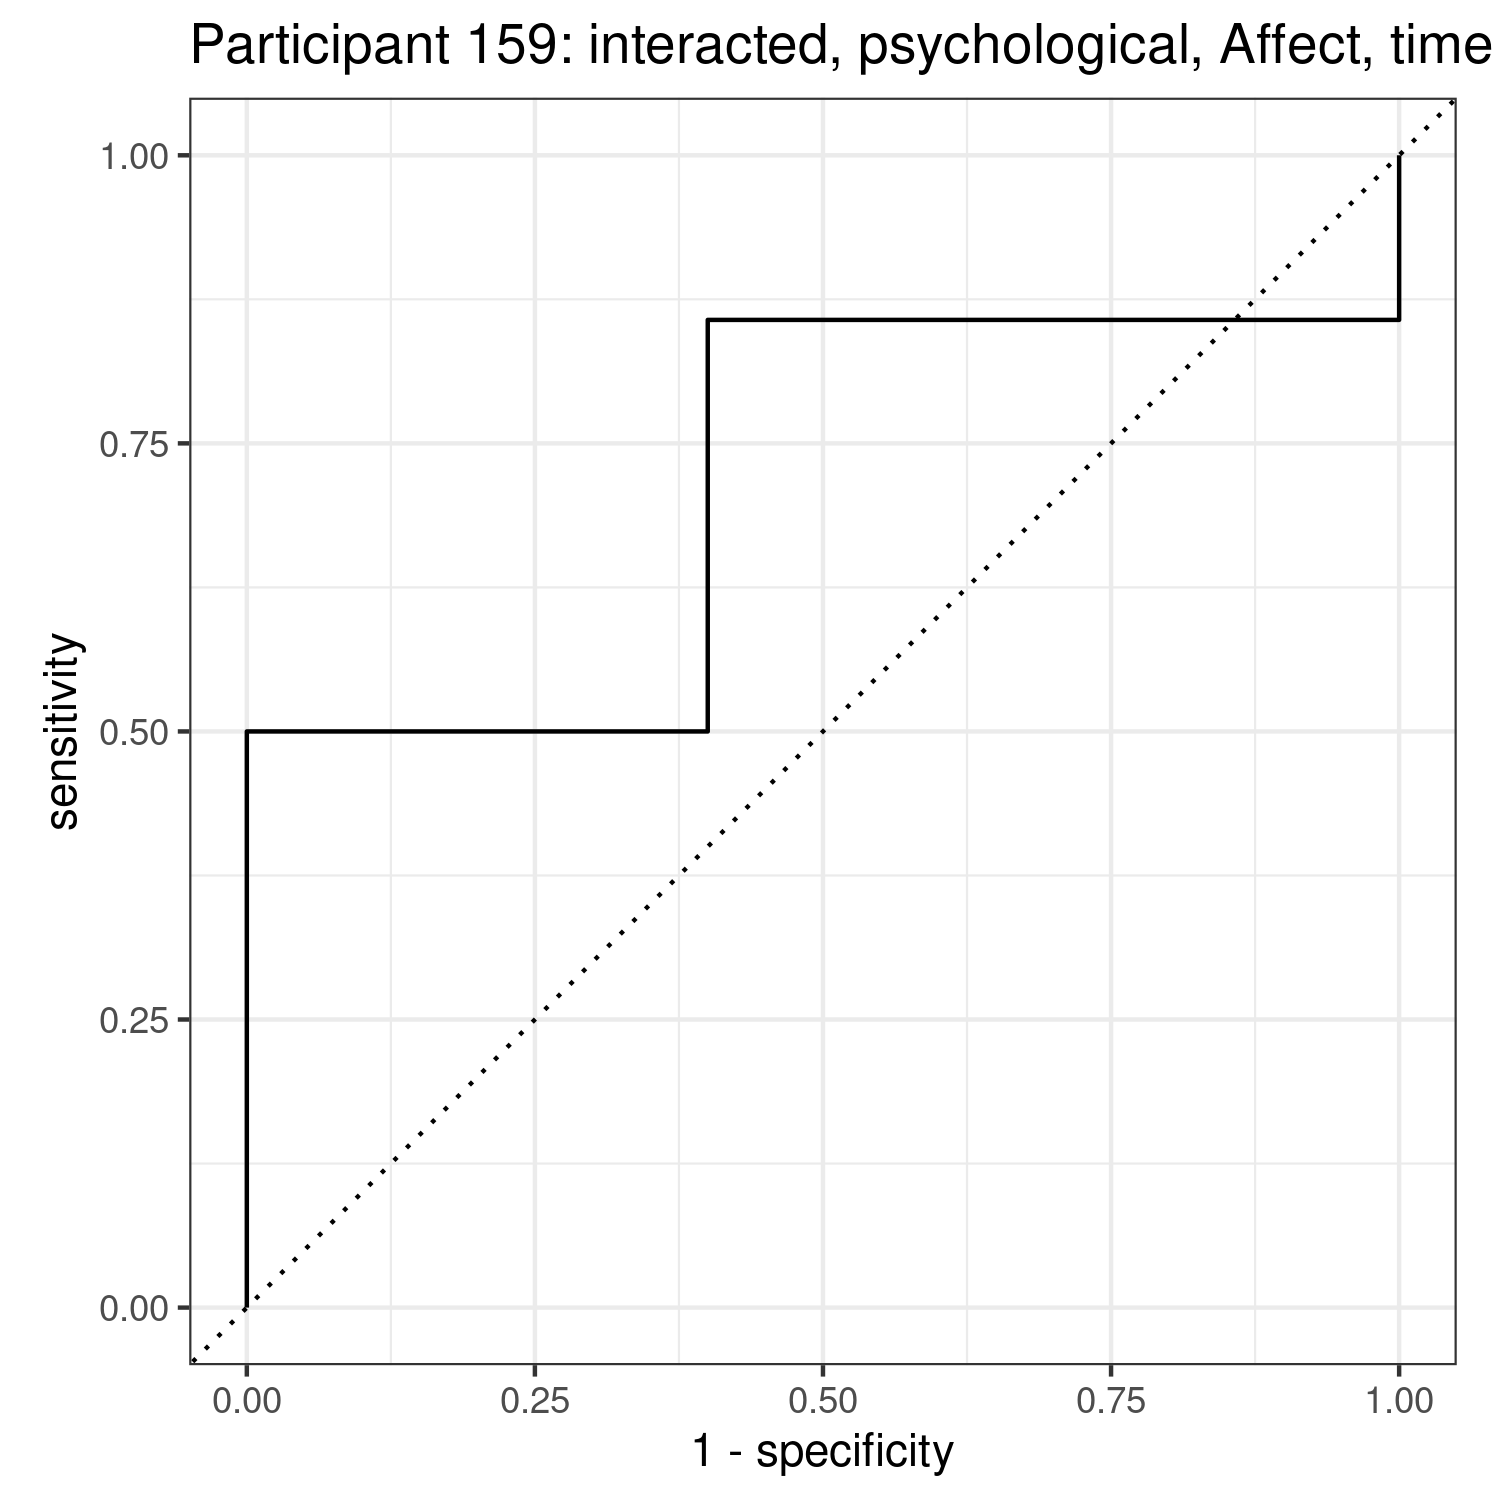 Participant 159: interacted, psychological, Affect, time
1.00
0.75
0.50
0.25
0.00
sensitivity
0.00 0.25 0.50 0.75 1.00
1 - specificity